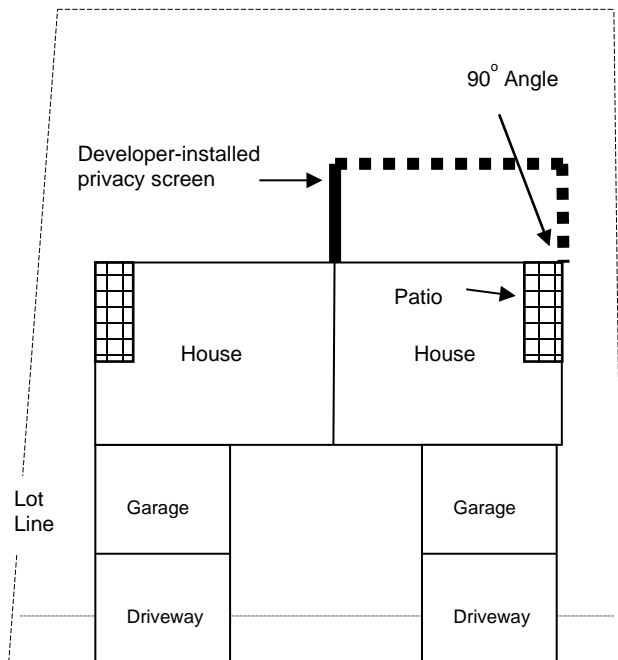 90° Angle
Developer-installed
privacy screen
Patio
House
House
Lot
Line
Garage
Garage
Driveway
Driveway